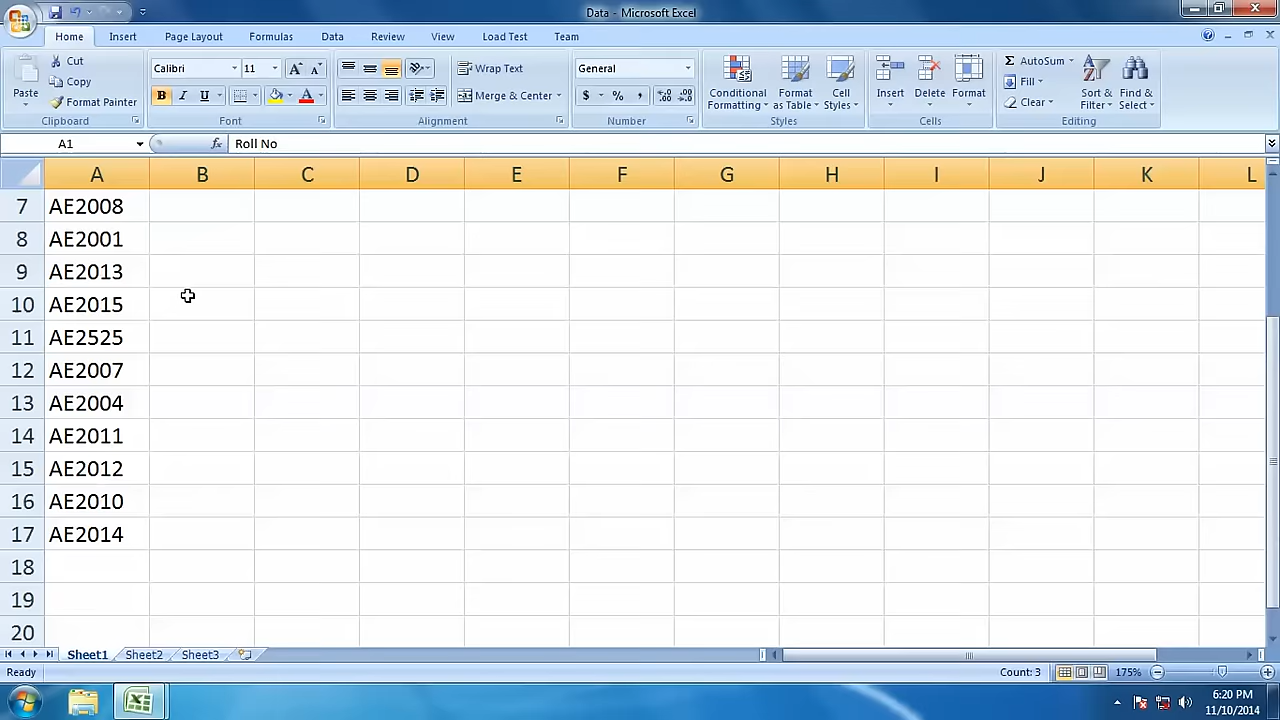 Data - Microsoft Excel
Home Insert Page Layout Formulas Data Review View Load Test Team
Paste
Cut
Copy
Format Painter
Clipboard
Calibri 11
B I U
Font
Wrap Text
Merge & Center
Alignment
General
$ % ,
Number
Conditional Formatting
Format as Table
Cell Styles
Styles
Insert Delete Format
Cells
Σ AutoSum
Fill
Clear
Sort & Filter
Find & Select
Editing
A1 fx Roll No
A B C D E F G H I J K L
7 AE2008
8 AE2001
9 AE2013
10 AE2015
11 AE2525
12 AE2007
13 AE2004
14 AE2011
15 AE2012
16 AE2010
17 AE2014
18
19
20
Sheet1 Sheet2 Sheet3
Ready Count: 3 175%
6:20 PM
11/10/2014